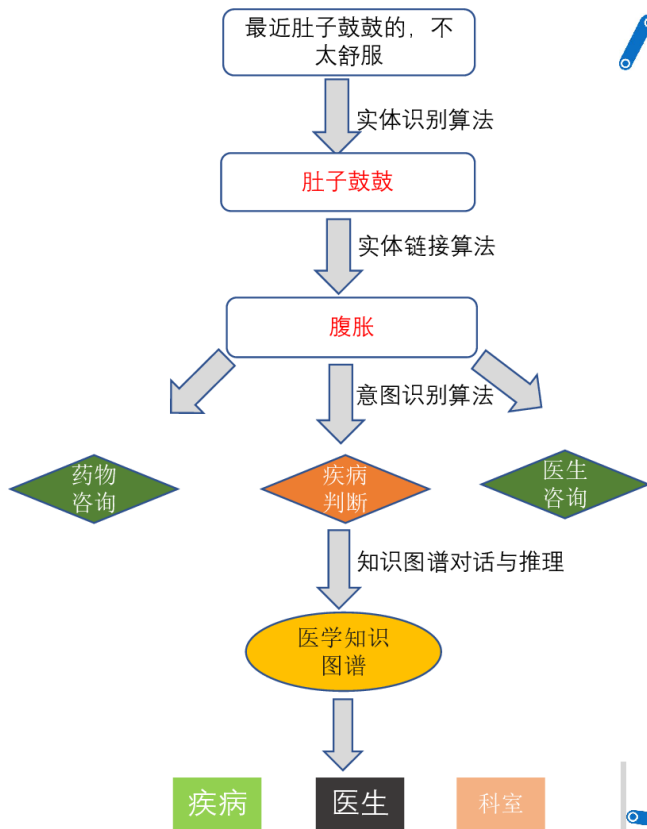 最近肚子鼓鼓的，不
太舒服
实体识别算法
肚子鼓鼓
实体链接算法
腹胀
意图识别算法
药物
咨询
疾病
判断
医生
咨询
知识图谱对话与推理
医学知识
图谱
疾病
医生
科室